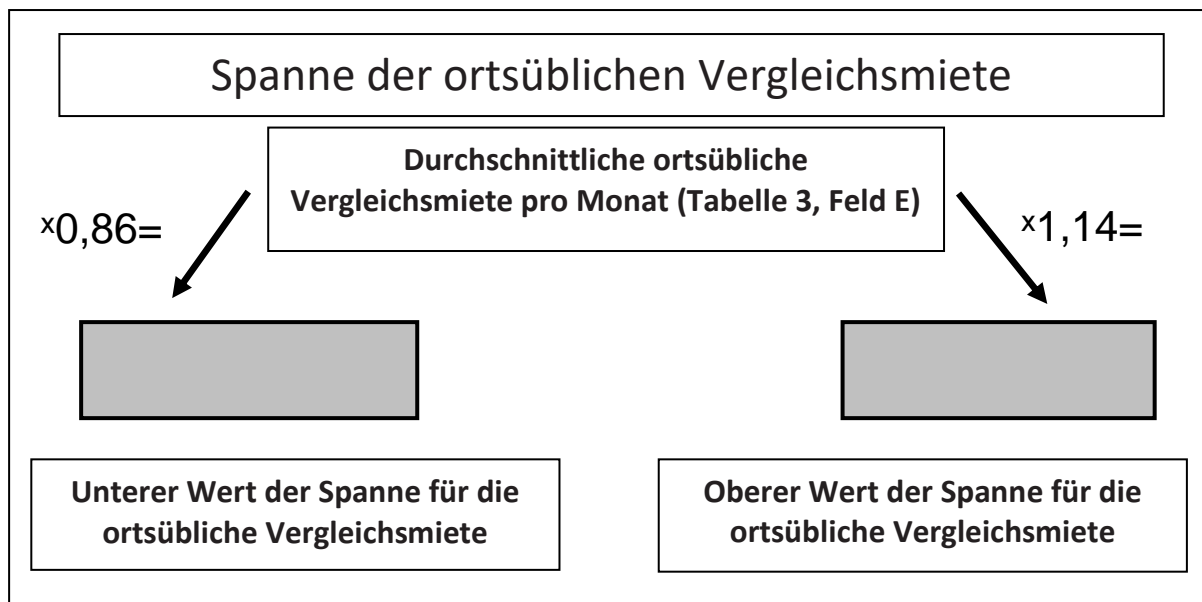 Spanne der ortsüblichen Vergleichsmiete
Durchschnittliche ortsübliche
Vergleichsmiete pro Monat (Tabelle 3, Feld E)
x0,86=
x1,14=
Unterer Wert der Spanne für die
ortsübliche Vergleichsmiete
Oberer Wert der Spanne für die
ortsübliche Vergleichsmiete